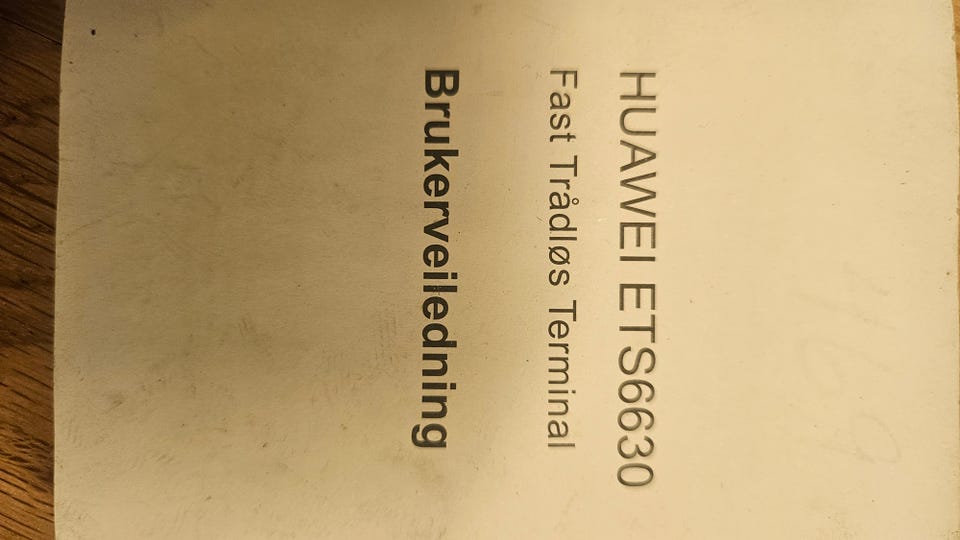 HUAWEI ETS6630
Fast Trådløs Terminal
Brukerveiledning